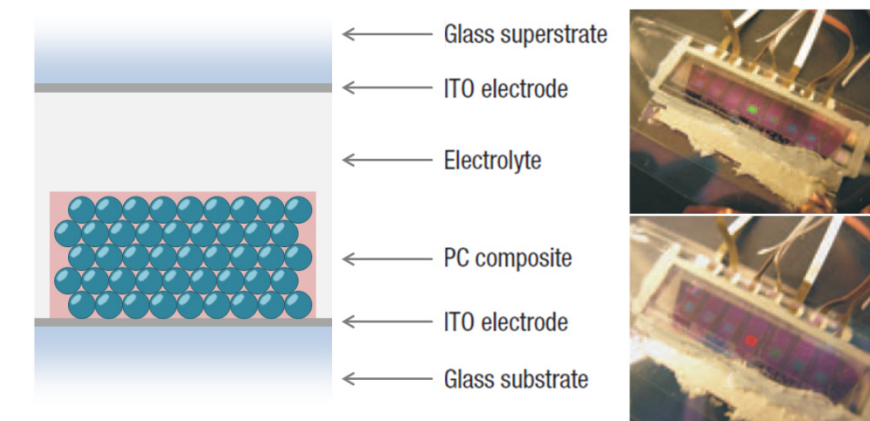 Glass superstrate
ITO electrode
Electrolyte
PC composite
ITO electrode
Glass substrate